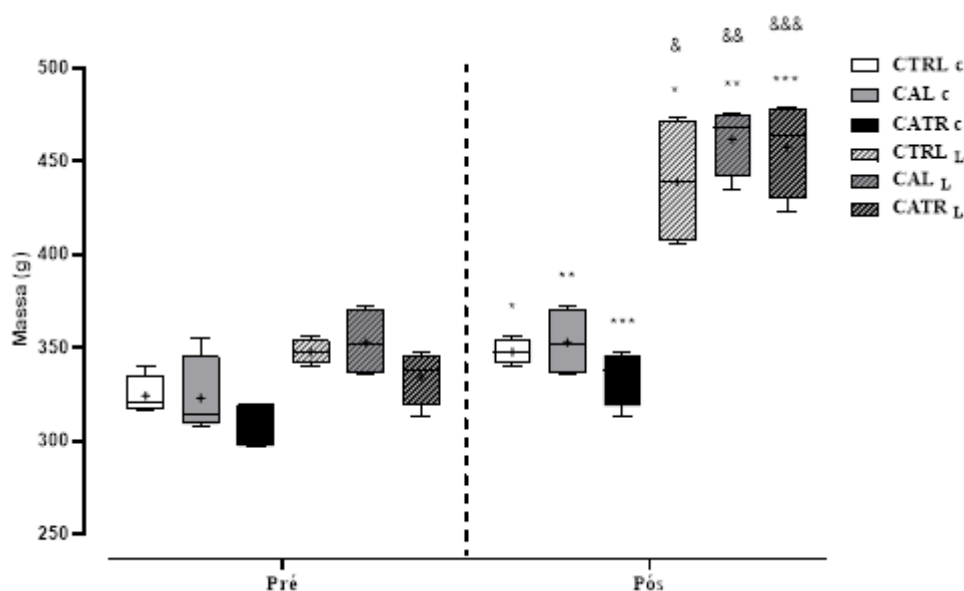 &
&&
&&&
*
**
***
*
**
***
500
450
400
350
300
250
Massa (g)
Pré
Pós
CTRL c
CAL c
CATR c
CTRL L
CAL L
CATR L